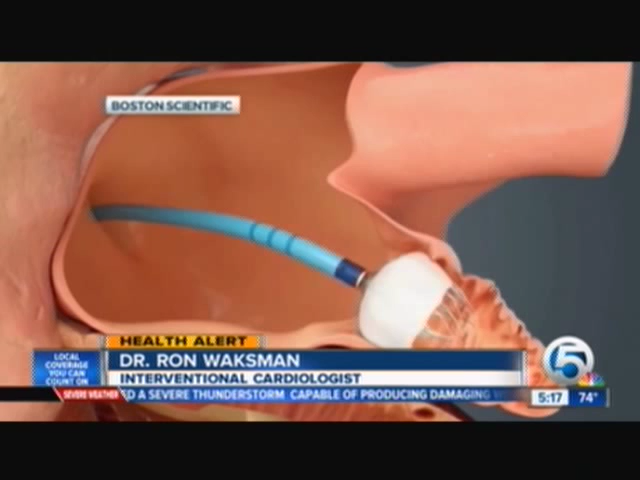 BOSTON SCIENTIFIC
HEALTH ALERT
LOCAL
COVERAGE
YOU CAN
COUNT ON
DR. RON WAKSMAN
INTERVENTIONAL CARDIOLOGIST
5
SEVERE WEATHER
ED A SEVERE THUNDERSTORM CAPABLE OF PRODUCING DAMAGING W
5:17 74°